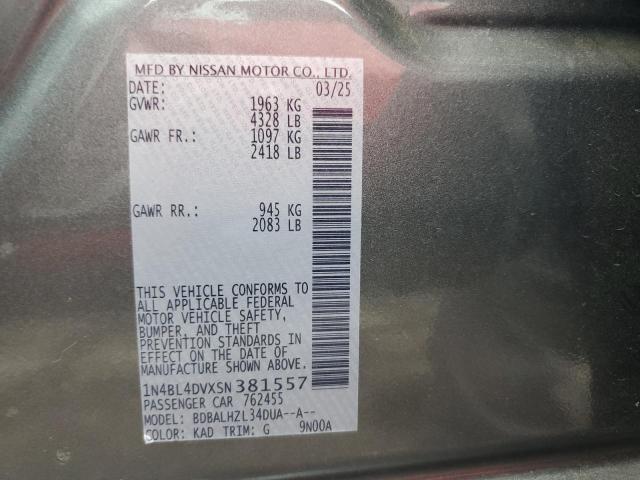 MFD BY NISSAN MOTOR CO., LTD.
DATE: 03/25
GVWR: 1963 KG
4328 LB
GAWR FR.: 1097 KG
2418 LB
GAWR RR.: 945 KG
2083 LB
THIS VEHICLE CONFORMS TO
ALL APPLICABLE FEDERAL
MOTOR VEHICLE SAFETY,
BUMPER, AND THEFT
PREVENTION STANDARDS IN
EFFECT ON THE DATE OF
MANUFACTURE SHOWN ABOVE.
1N4BL4DVXSN381557
PASSENGER CAR 762455
MODEL: BDBALHZL34DUA--A--
COLOR: KAD TRIM: G 9N00A